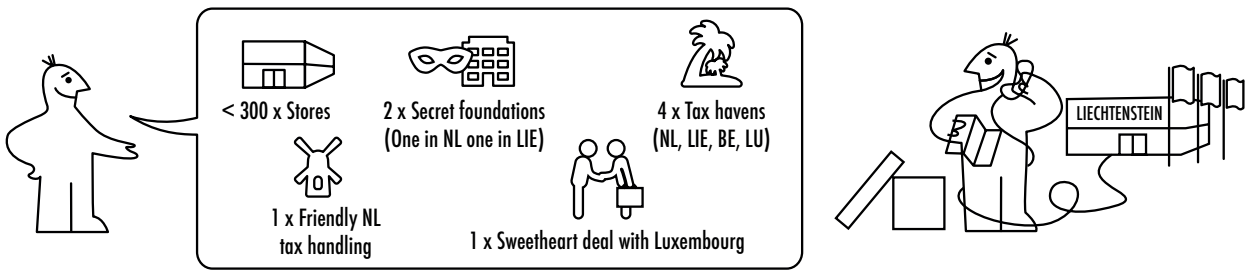 < 300 x Stores
2 x Secret foundations
(One in NL one in LIE)
4 x Tax havens
(NL, LIE, BE, LU)
1 x Friendly NL
tax handling
1 x Sweetheart deal with Luxembourg
LIECHTENSTEIN